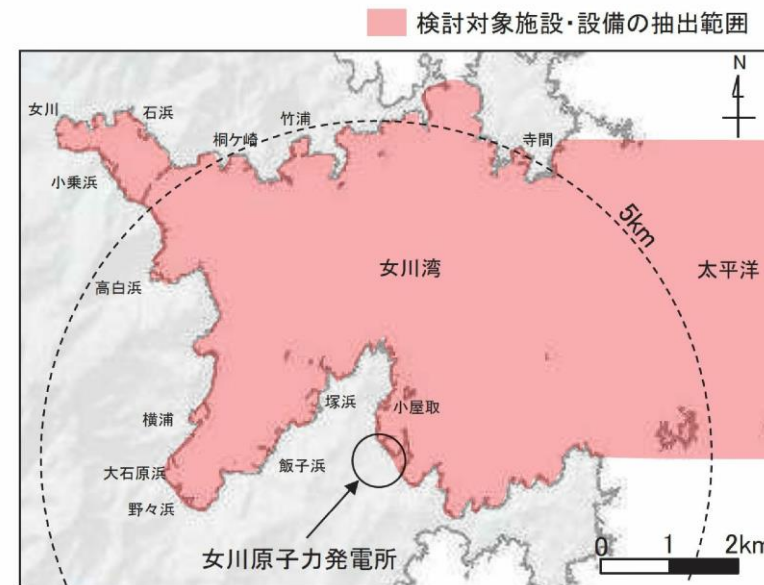 検討対象施設・設備の抽出範囲
N
女川
石浜
竹浦
桐ケ崎
寺間
小乗浜
5km
女川湾
太平洋
高白浜
塚浜
小屋取
横浦
大石原浜
飯子浜
野々浜
女川原子力発電所
0 1 2km